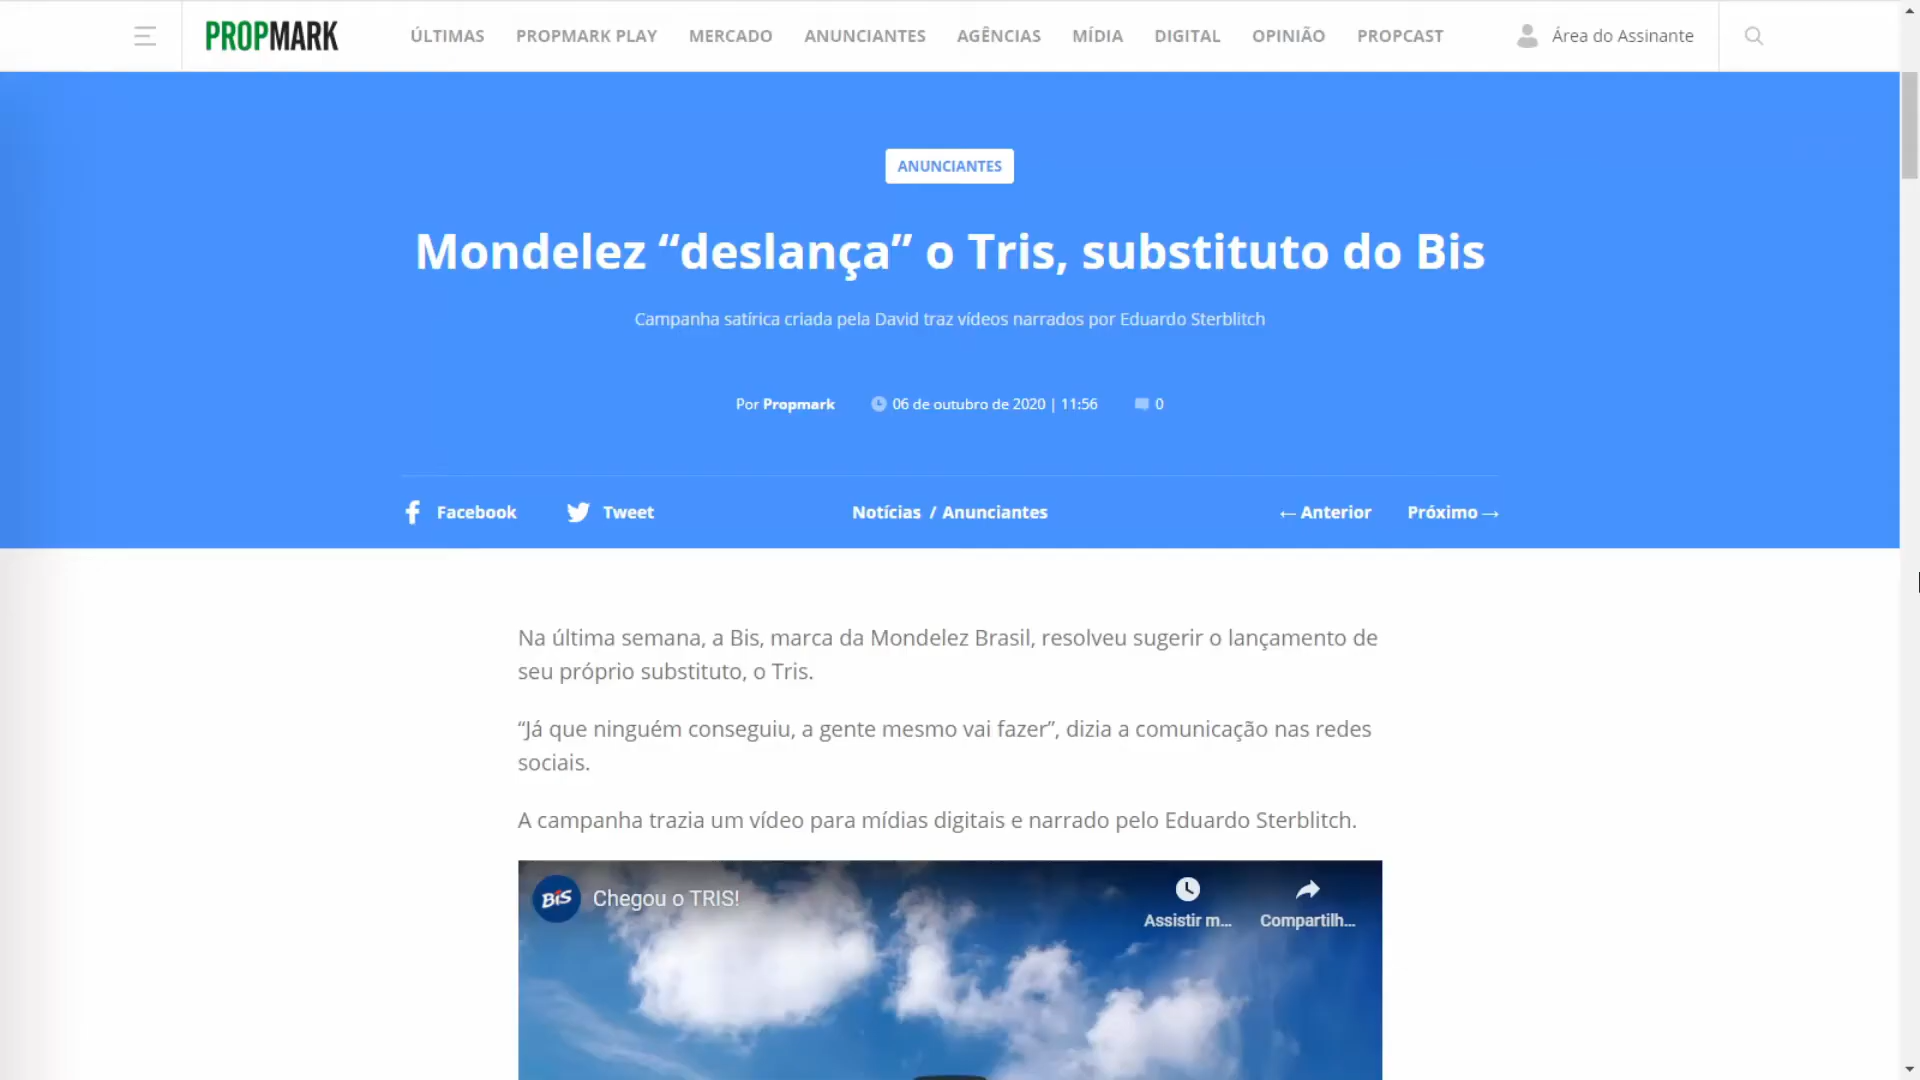 PROPMARK
ÚLTIMAS
PROPMARK PLAY
MERCADO
ANUNCIANTES
AGÊNCIAS
MÍDIA
DIGITAL
OPINIÃO
PROPCAST
Área do Assinante
ANUNCIANTES
Mondelez “deslança” o Tris, substituto do Bis
Campanha satírica criada pela David traz vídeos narrados por Eduardo Sterblitch
Por Propmark
06 de outubro de 2020 | 11:56
0
Facebook
Tweet
Notícias / Anunciantes
← Anterior
Próximo →
Na última semana, a Bis, marca da Mondelez Brasil, resolveu sugerir o lançamento de
seu próprio substituto, o Tris.
“Já que ninguém conseguiu, a gente mesmo vai fazer”, dizia a comunicação nas redes
sociais.
A campanha trazia um vídeo para mídias digitais e narrado pelo Eduardo Sterblitch.
BIS
Chegou o TRIS!
Assistir m...
Compartilh...